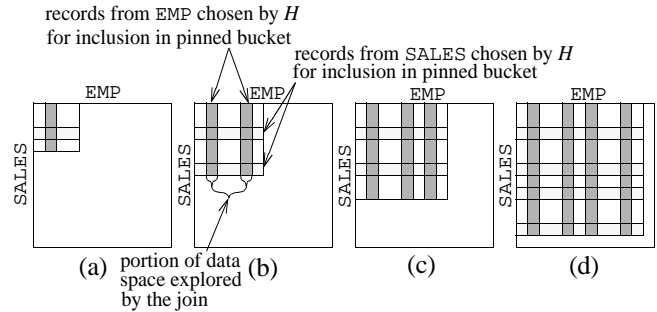 records from EMP chosen by H
for inclusion in pinned bucket
records from SALES chosen by H
for inclusion in pinned bucket
EMP
EMP
EMP
EMP
SALES
SALES
SALES
SALES
(a)
(b)
(c)
(d)
portion of data
space explored
by the join